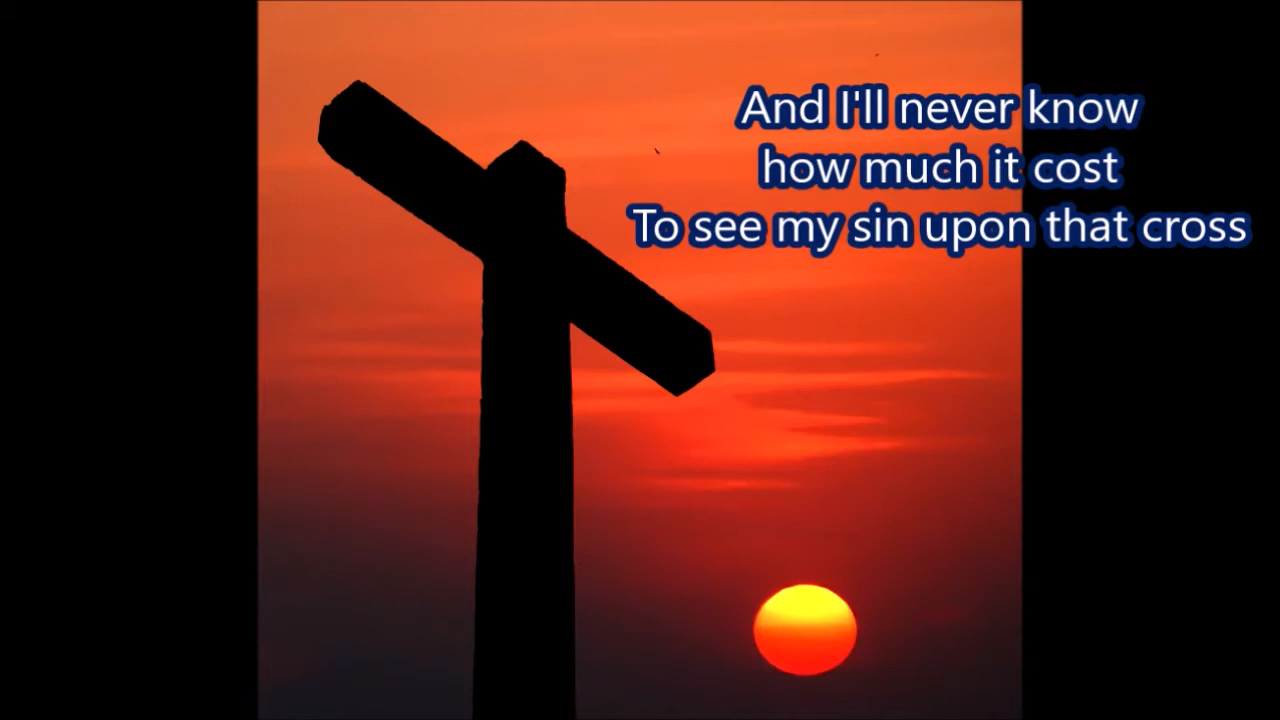 And I'll never know
how much it cost
To see my sin upon that cross